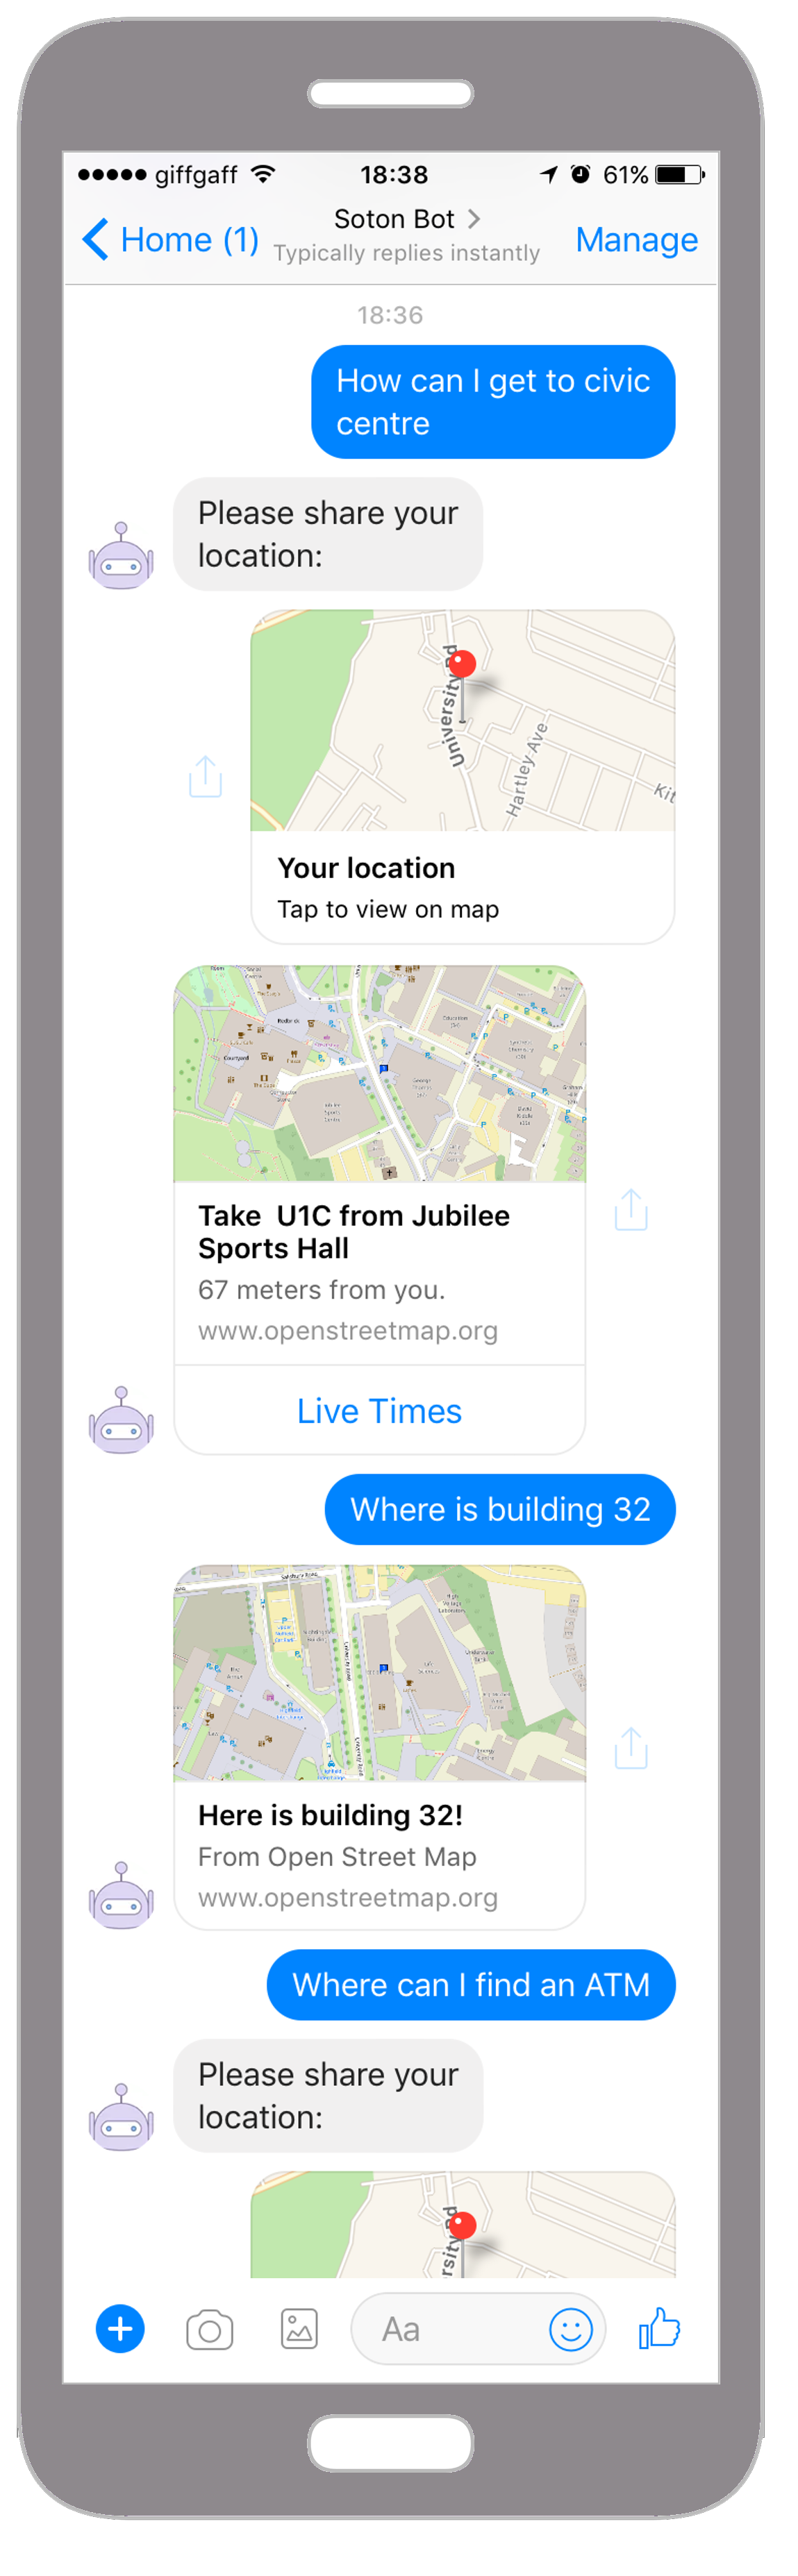 giffgaff 18:38 61%
Home (1) Soton Bot Manage
Typically replies instantly
18:36
How can I get to civic
centre
Please share your
location:
University Rd
Hartley Ave
Kit
Your location
Tap to view on map
Take  U1C from Jubilee
Sports Hall
67 meters from you.
www.openstreetmap.org
Live Times
Where is building 32
Here is building 32!
From Open Street Map
www.openstreetmap.org
Where can I find an ATM
Please share your
location:
rsity Rd
Aa